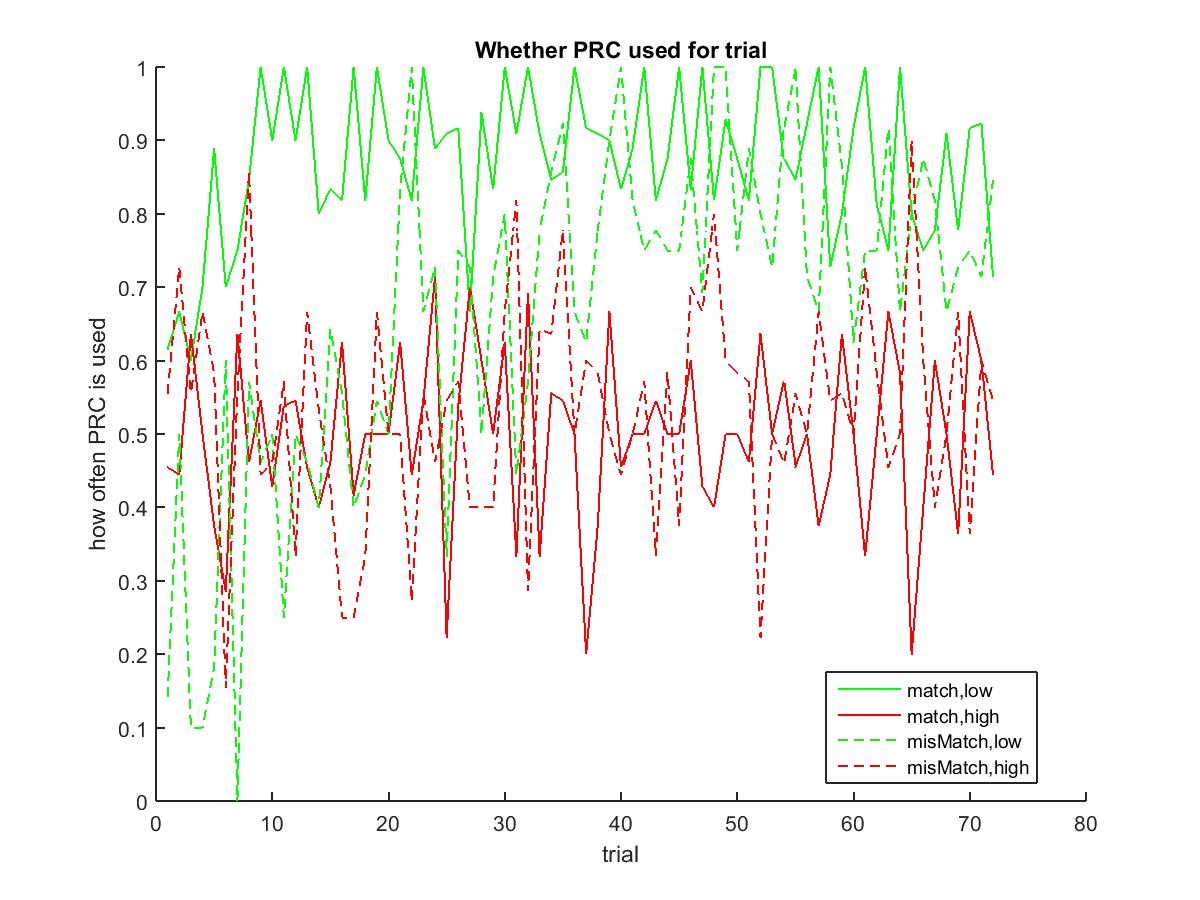 Whether PRC used for trial
1
0.9
0.8
0.7
0.6
0.5
0.4
0.3
0.2
0.1
0
how often PRC is used
0 10 20 30 40 50 60 70 80
trial
match,low
match,high
misMatch,low
misMatch,high